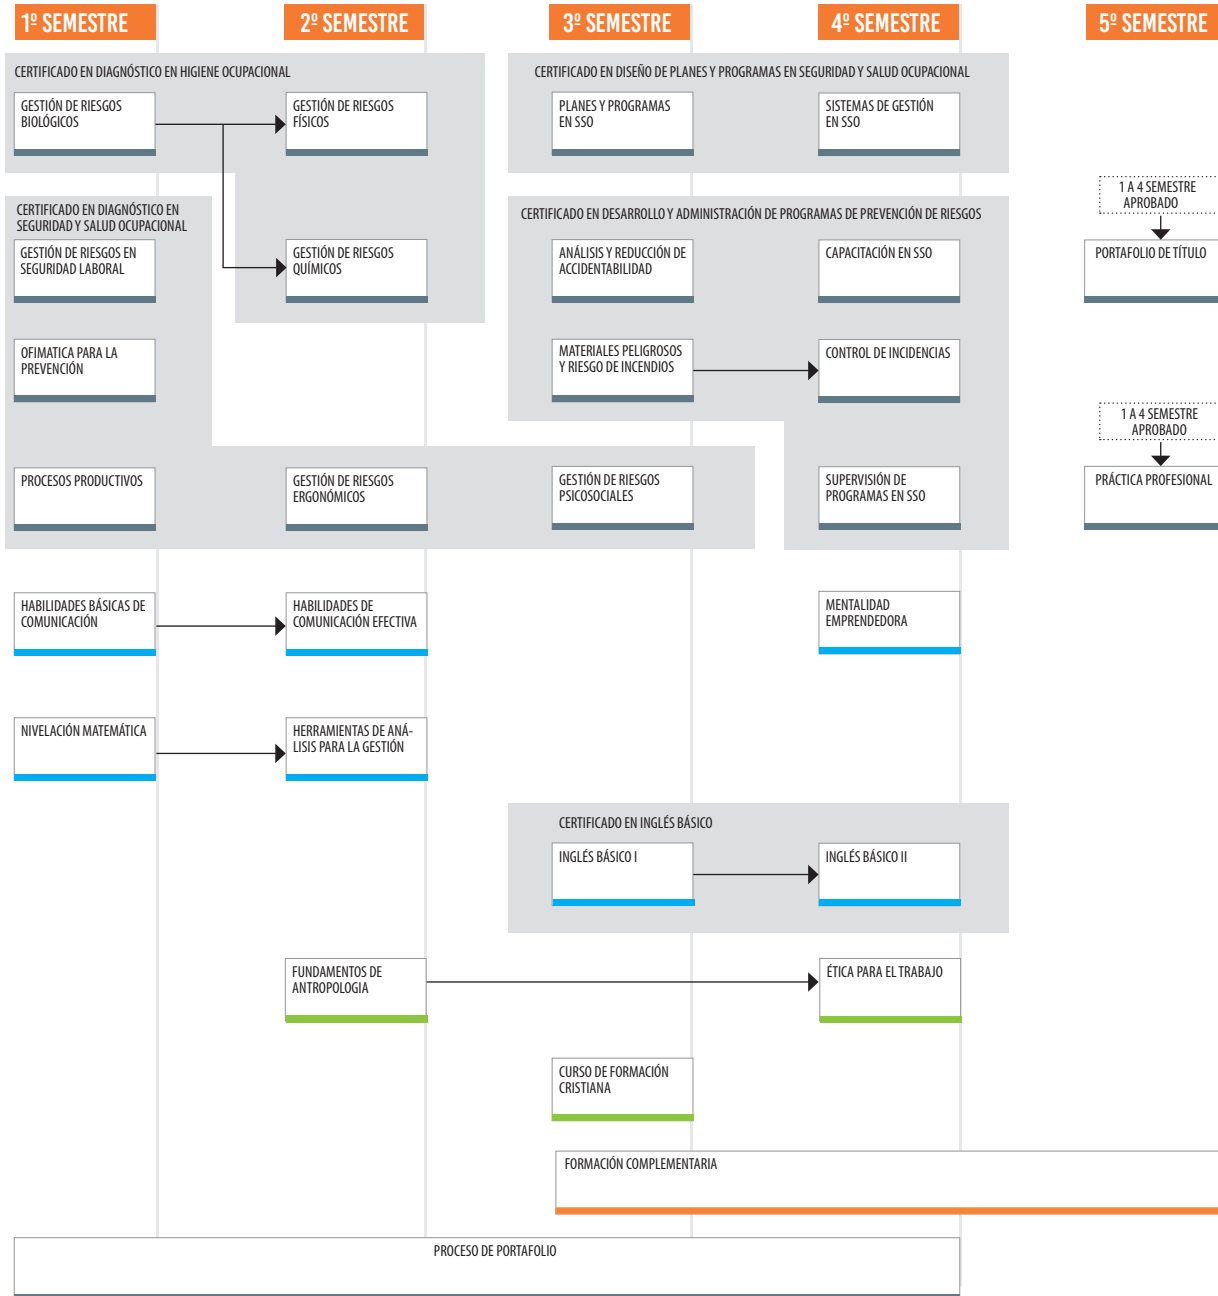 1º SEMESTRE
2º SEMESTRE
3º SEMESTRE
4º SEMESTRE
5º SEMESTRE
CERTIFICADO EN DIAGNÓSTICO EN HIGIENE OCUPACIONAL
CERTIFICADO EN DISEÑO DE PLANES Y PROGRAMAS EN SEGURIDAD Y SALUD OCUPACIONAL
GESTIÓN DE RIESGOS
BIOLÓGICOS
GESTIÓN DE RIESGOS
FÍSICOS
PLANES Y PROGRAMAS
EN SSO
SISTEMAS DE GESTIÓN
EN SSO
1 A 4 SEMESTRE
APROBADO
CERTIFICADO EN DIAGNÓSTICO EN
SEGURIDAD Y SALUD OCUPACIONAL
CERTIFICADO EN DESARROLLO Y ADMINISTRACIÓN DE PROGRAMAS DE PREVENCIÓN DE RIESGOS
GESTIÓN DE RIESGOS EN
SEGURIDAD LABORAL
GESTIÓN DE RIESGOS
QUÍMICOS
ANÁLISIS Y REDUCCIÓN DE
ACCIDENTABILIDAD
CAPACITACIÓN EN SSO
PORTAFOLIO DE TÍTULO
OFIMATICA PARA LA
PREVENCIÓN
MATERIALES PELIGROSOS
Y RIESGO DE INCENDIOS
CONTROL DE INCIDENCIAS
1 A 4 SEMESTRE
APROBADO
PROCESOS PRODUCTIVOS
GESTIÓN DE RIESGOS
ERGONÓMICOS
GESTIÓN DE RIESGOS
PSICOSOCIALES
SUPERVISIÓN DE
PROGRAMAS EN SSO
PRÁCTICA PROFESIONAL
HABILIDADES BÁSICAS DE
COMUNICACIÓN
HABILIDADES DE
COMUNICACIÓN EFECTIVA
MENTALIDAD
EMPRENDEDORA
NIVELACIÓN MATEMÁTICA
HERRAMIENTAS DE ANÁ-
LISIS PARA LA GESTIÓN
CERTIFICADO EN INGLÉS BÁSICO
INGLÉS BÁSICO I
INGLÉS BÁSICO II
FUNDAMENTOS DE
ANTROPOLOGIA
ÉTICA PARA EL TRABAJO
CURSO DE FORMACIÓN
CRISTIANA
FORMACIÓN COMPLEMENTARIA
PROCESO DE PORTAFOLIO